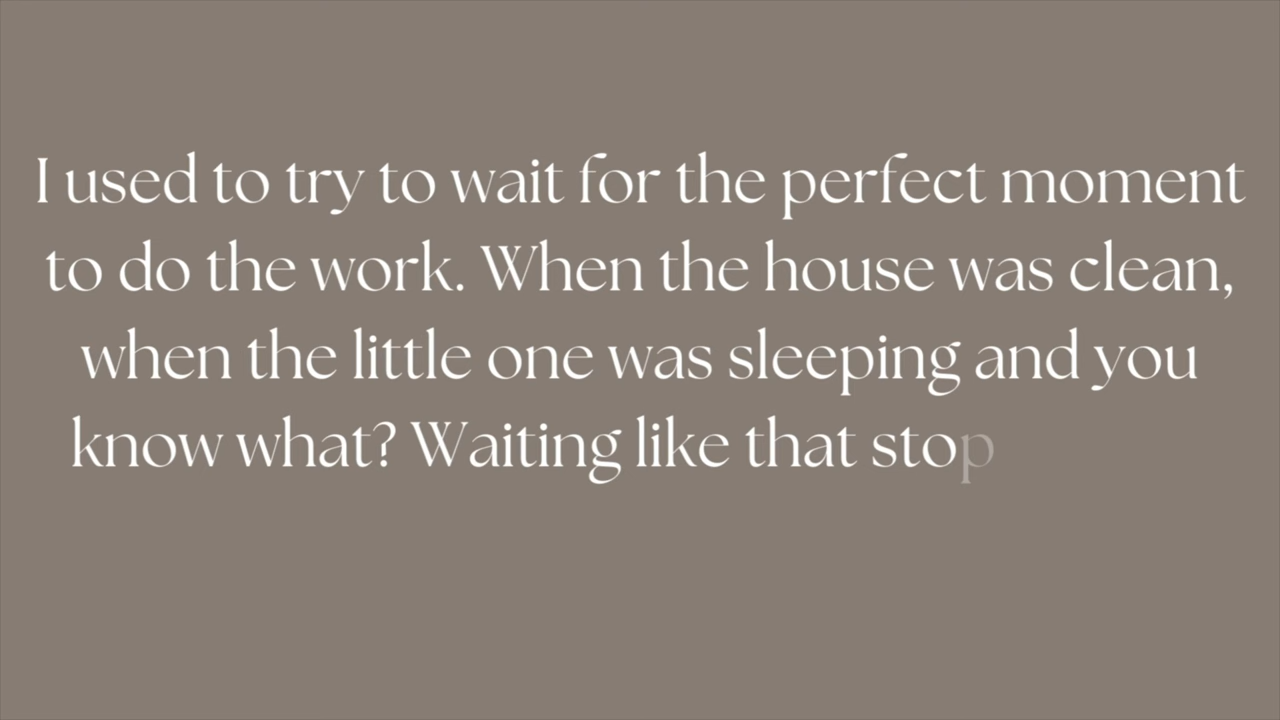 I used to try to wait for the perfect moment
to do the work. When the house was clean,
when the little one was sleeping and you
know what? Waiting like that stop